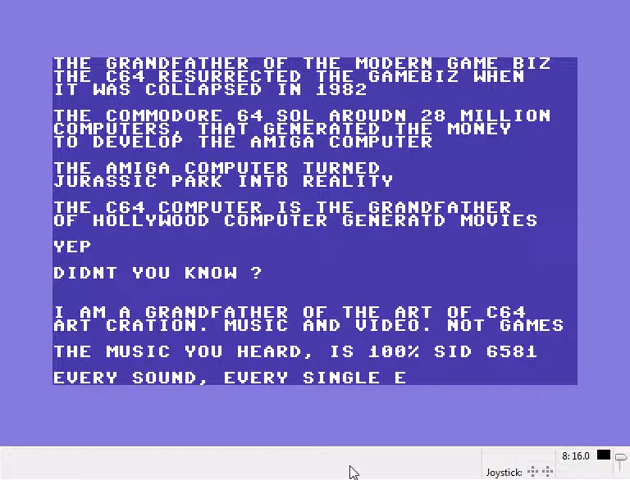 THE GRANDFATHER OF THE MODERN GAME BIZ
THE C64 RESURRECTED THE GAMEBIZ WHEN
IT WAS COLLAPSED IN 1982
THE COMMODORE 64 SOL AROUDN 28 MILLION
COMPUTERS, THAT GENERATED THE MONEY
TO DEVELOP THE AMIGA COMPUTER
THE AMIGA COMPUTER TURNED
JURASSIC PARK INTO REALITY
THE C64 COMPUTER IS THE GRANDFATHER
OF HOLLYWOOD COMPUTER GENERATD MOVIES
YEP
DIDNT YOU KNOW ?
I AM A GRANDFATHER OF THE ART OF C64
ART CRATION. MUSIC AND VIDEO. NOT GAMES
THE MUSIC YOU HEARD, IS 100% SID 6581
EVERY SOUND, EVERY SINGLE E
8: 16.0
Joystick: